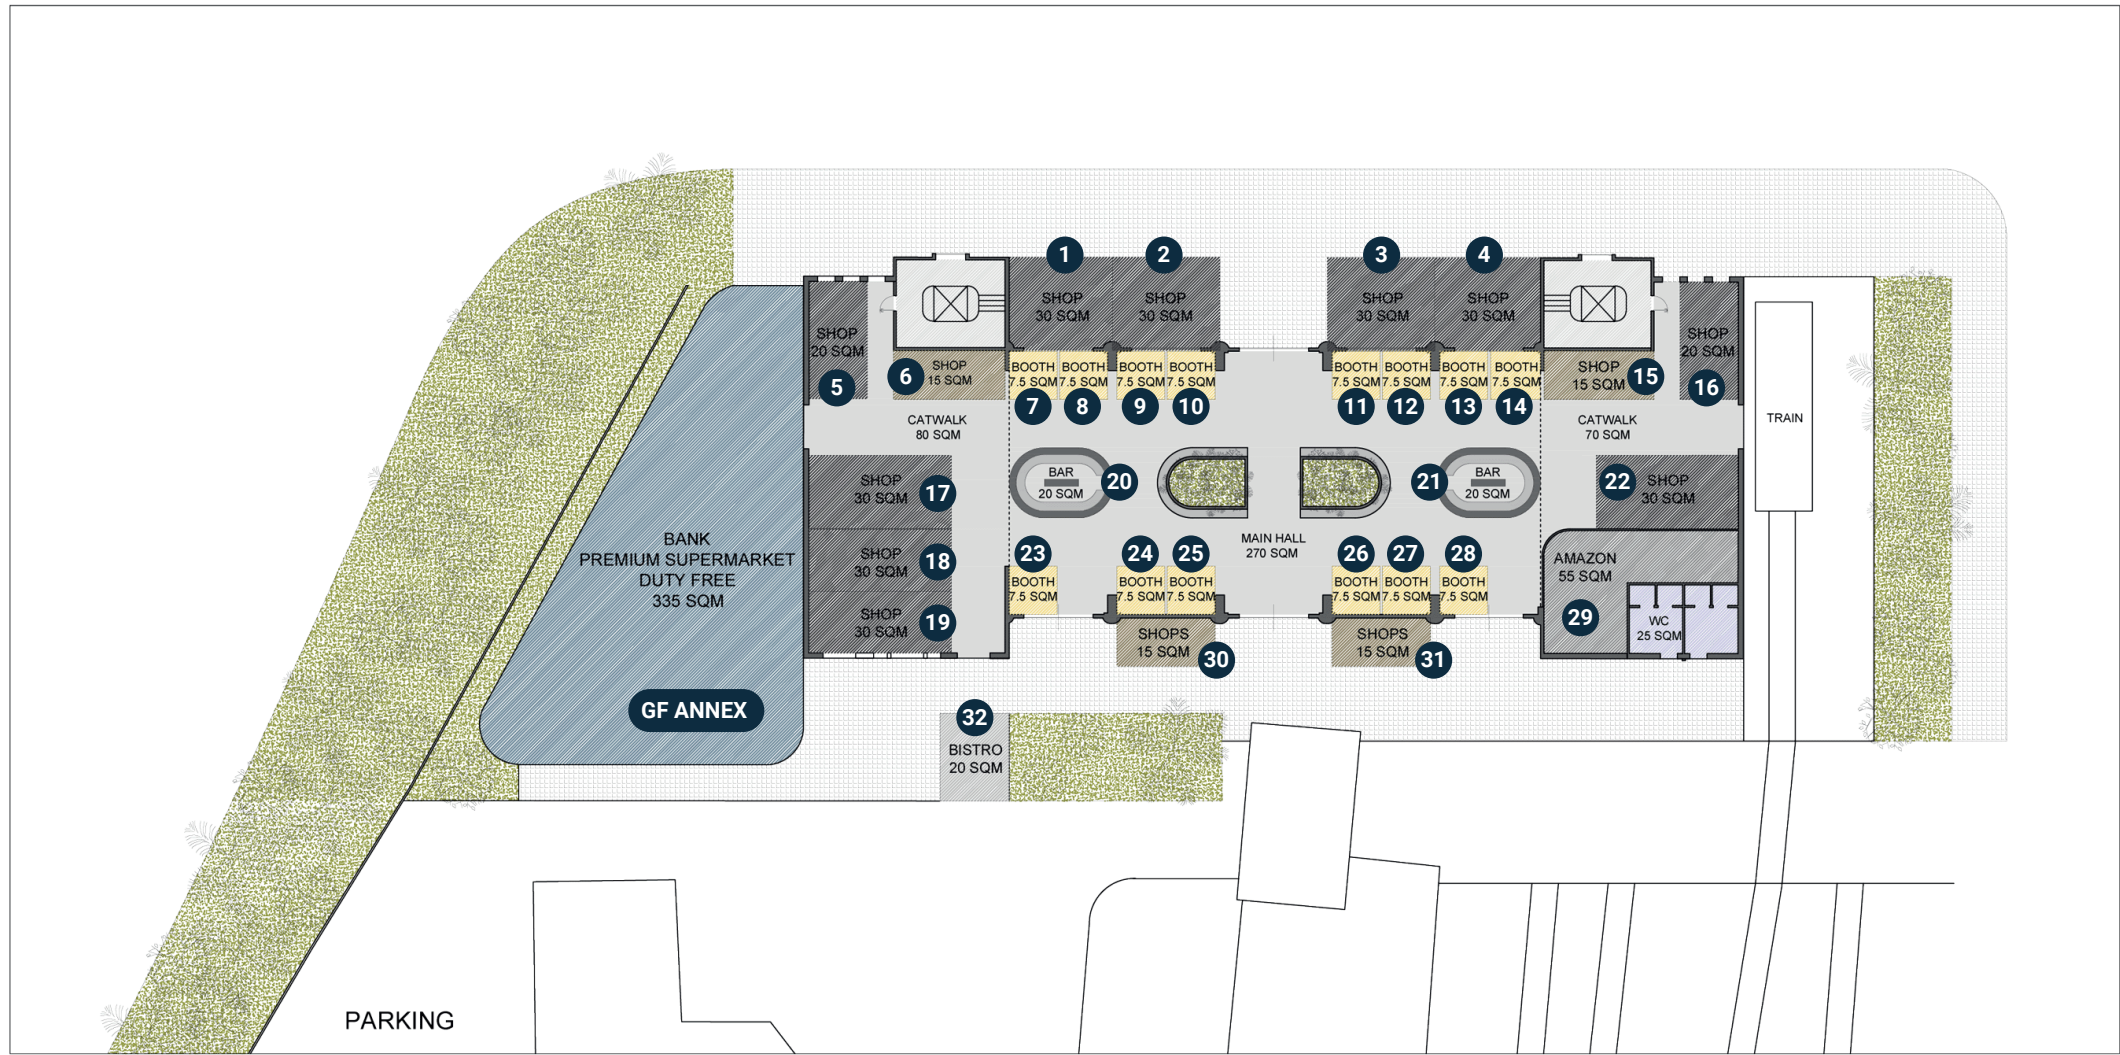 1
2
3
4
SHOP
30 SQM
SHOP
30 SQM
SHOP
30 SQM
SHOP
30 SQM
SHOP
20 SQM
5
6
SHOP
15 SQM
BOOTH
7.5 SQM
7
BOOTH
7.5 SQM
8
BOOTH
7.5 SQM
9
BOOTH
7.5 SQM
10
BOOTH
7.5 SQM
11
BOOTH
7.5 SQM
12
BOOTH
7.5 SQM
13
BOOTH
7.5 SQM
14
SHOP
15 SQM
15
SHOP
20 SQM
16
CATWALK
80 SQM
CATWALK
70 SQM
TRAIN
SHOP
30 SQM
17
BAR
20 SQM
20
21
BAR
20 SQM
22
SHOP
30 SQM
BANK
PREMIUM SUPERMARKET
DUTY FREE
335 SQM
SHOP
30 SQM
18
SHOP
30 SQM
19
MAIN HALL
270 SQM
23
BOOTH
7.5 SQM
24
BOOTH
7.5 SQM
25
BOOTH
7.5 SQM
26
BOOTH
7.5 SQM
27
BOOTH
7.5 SQM
28
BOOTH
7.5 SQM
AMAZON
55 SQM
29
WC
25 SQM
SHOPS
15 SQM
30
SHOPS
15 SQM
31
GF ANNEX
32
BISTRO
20 SQM
PARKING